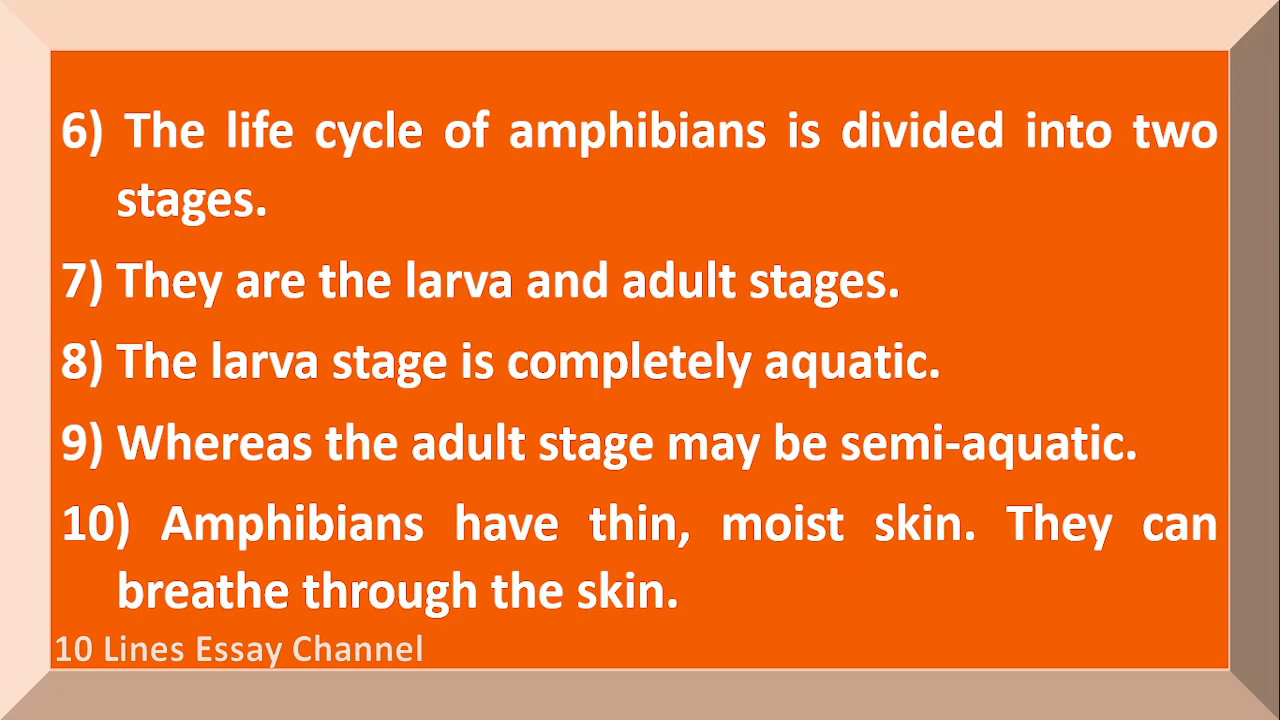 6) The life cycle of amphibians is divided into two
stages.
7) They are the larva and adult stages.
8) The larva stage is completely aquatic.
9) Whereas the adult stage may be semi-aquatic.
10) Amphibians have thin, moist skin. They can
breathe through the skin.
10 Lines Essay Channel